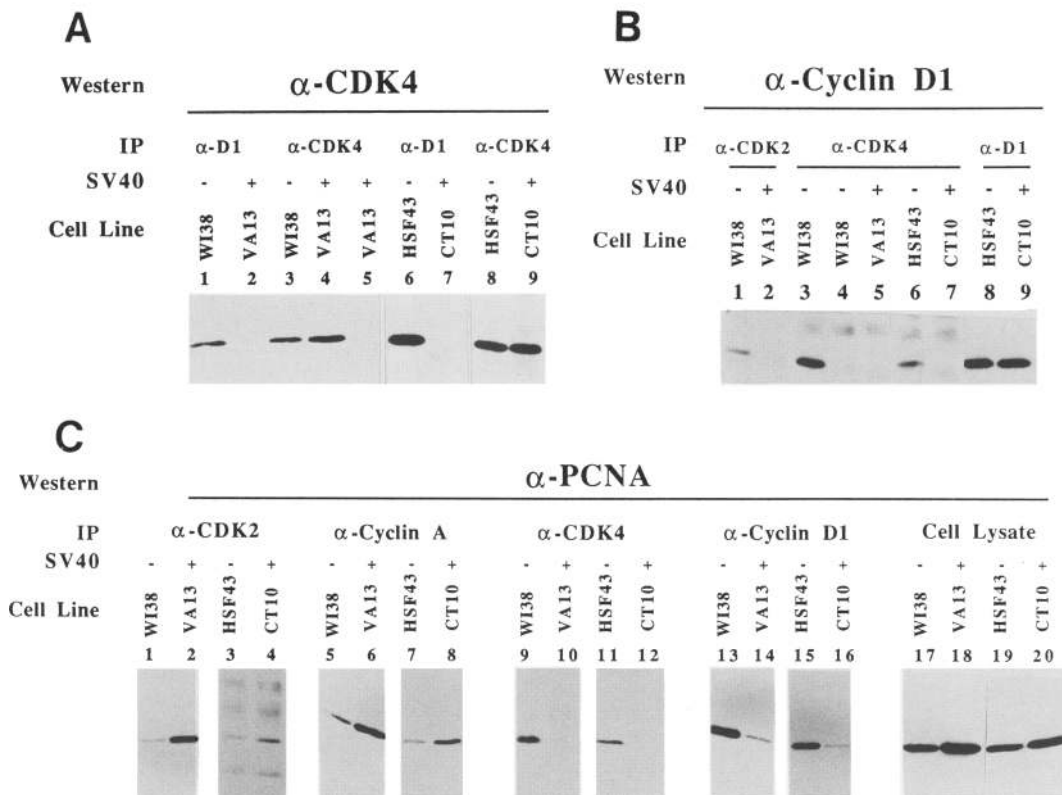 A
Western α-CDK4
IP α-D1 α-CDK4 α-D1 α-CDK4
SV40 - + - + + - + - +
Cell Line WI38 VA13 WI38 VA13 VA13 HSF43 CT10 HSF43 CT10
1 2 3 4 5 6 7 8 9
B
Western α-Cyclin D1
IP α-CDK2 α-CDK4 α-D1
SV40 - + - - + - + - +
Cell Line WI38 VA13 WI38 WI38 VA13 HSF43 CT10 HSF43 CT10
1 2 3 4 5 6 7 8 9
C
Western α-PCNA
IP α-CDK2 α-Cyclin A α-CDK4 α-Cyclin D1 Cell Lysate
SV40 - + - + - + - + - + - + - + - + - + - +
Cell Line WI38 VA13 HSF43 CT10 WI38 VA13 HSF43 CT10 WI38 VA13 HSF43 CT10 WI38 VA13 HSF43 CT10 WI38 VA13 HSF43 CT10
1 2 3 4 5 6 7 8 9 10 11 12 13 14 15 16 17 18 19 20